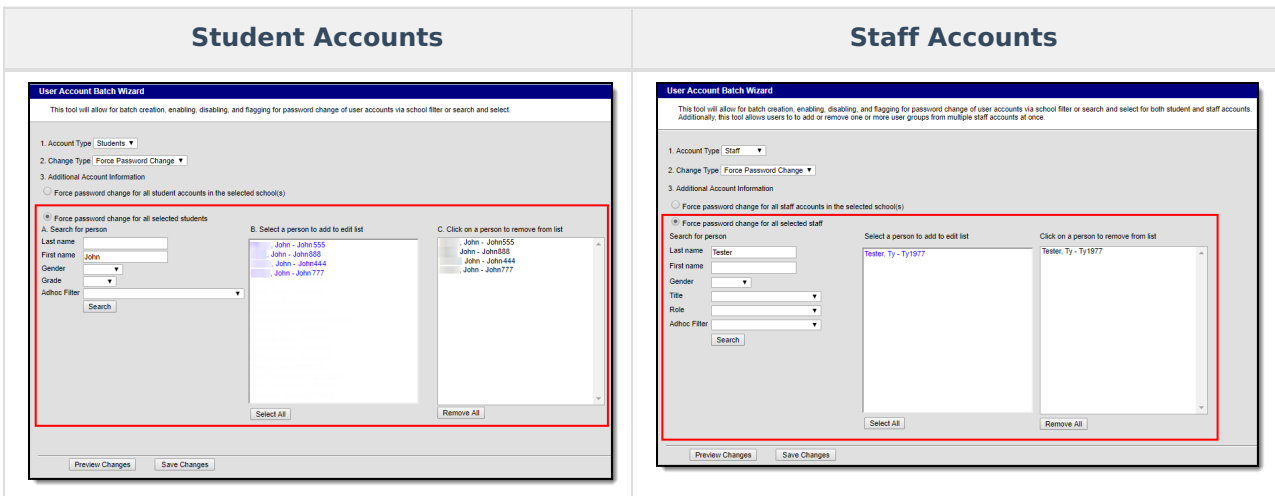 Student Accounts
Staff Accounts
User Account Batch Wizard
This tool will allow for batch creation, enabling, disabling, and flagging for password change of user accounts via school filter or search and select.
1. Account Type Students
2. Change Type Force Password Change
3. Additional Account Information
Force password change for all student accounts in the selected school(s)
Force password change for all selected students
A. Search for person
Last name
First name John
Gender
Grade
Adhoc Filter
Search
B. Select a person to add to edit list
, John - John555
, John - John888
, John - John444
, John - John777
Select All
C. Click on a person to remove from list
, John - John555
John - John888
, John - John444
, John - John777
Remove All
Preview Changes Save Changes
User Account Batch Wizard
This tool will allow for batch creation, enabling, disabling, and flagging for password change of user accounts via school filter or search and select for both student and staff accounts.
Additionally, this tool allows users to to add or remove one or more user groups from multiple staff accounts at once.
1. Account Type Staff
2. Change Type Force Password Change
3. Additional Account Information
Force password change for all staff accounts in the selected school(s)
Force password change for all selected staff
Search for person
Last name Tester
First name
Gender
Title
Role
Adhoc Filter
Search
Select a person to add to edit list
Tester, Ty - Ty1977
Select All
Click on a person to remove from list
Tester, Ty - Ty1977
Remove All
Preview Changes Save Changes